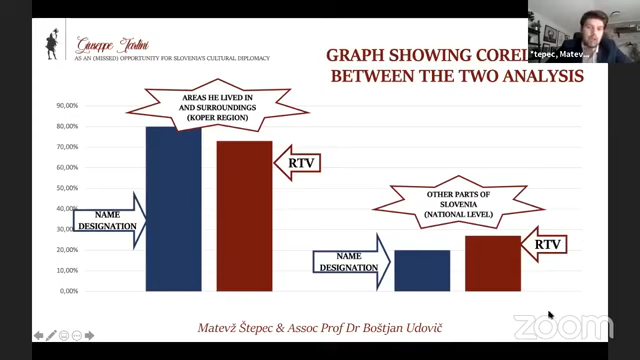 Giuseppe Tartini
AS AN (MISSED) OPPORTUNITY FOR SLOVENIA'S CULTURAL DIPLOMACY
tepec, Matev...
GRAPH SHOWING COREL
BETWEEN THE TWO ANALYSIS
90,00%
80,00%
70,00%
60,00%
50,00%
40,00%
30,00%
20,00%
10,00%
0,00%
AREAS HE LIVED IN
AND SURROUNDINGS
(KOPER REGION)
RTV
NAME
DESIGNATION
OTHER PARTS OF
SLOVENIA
(NATIONAL LEVEL)
NAME
DESIGNATION
RTV
Matevž Štepec & Assoc Prof Dr Boštjan Udovič
zoom